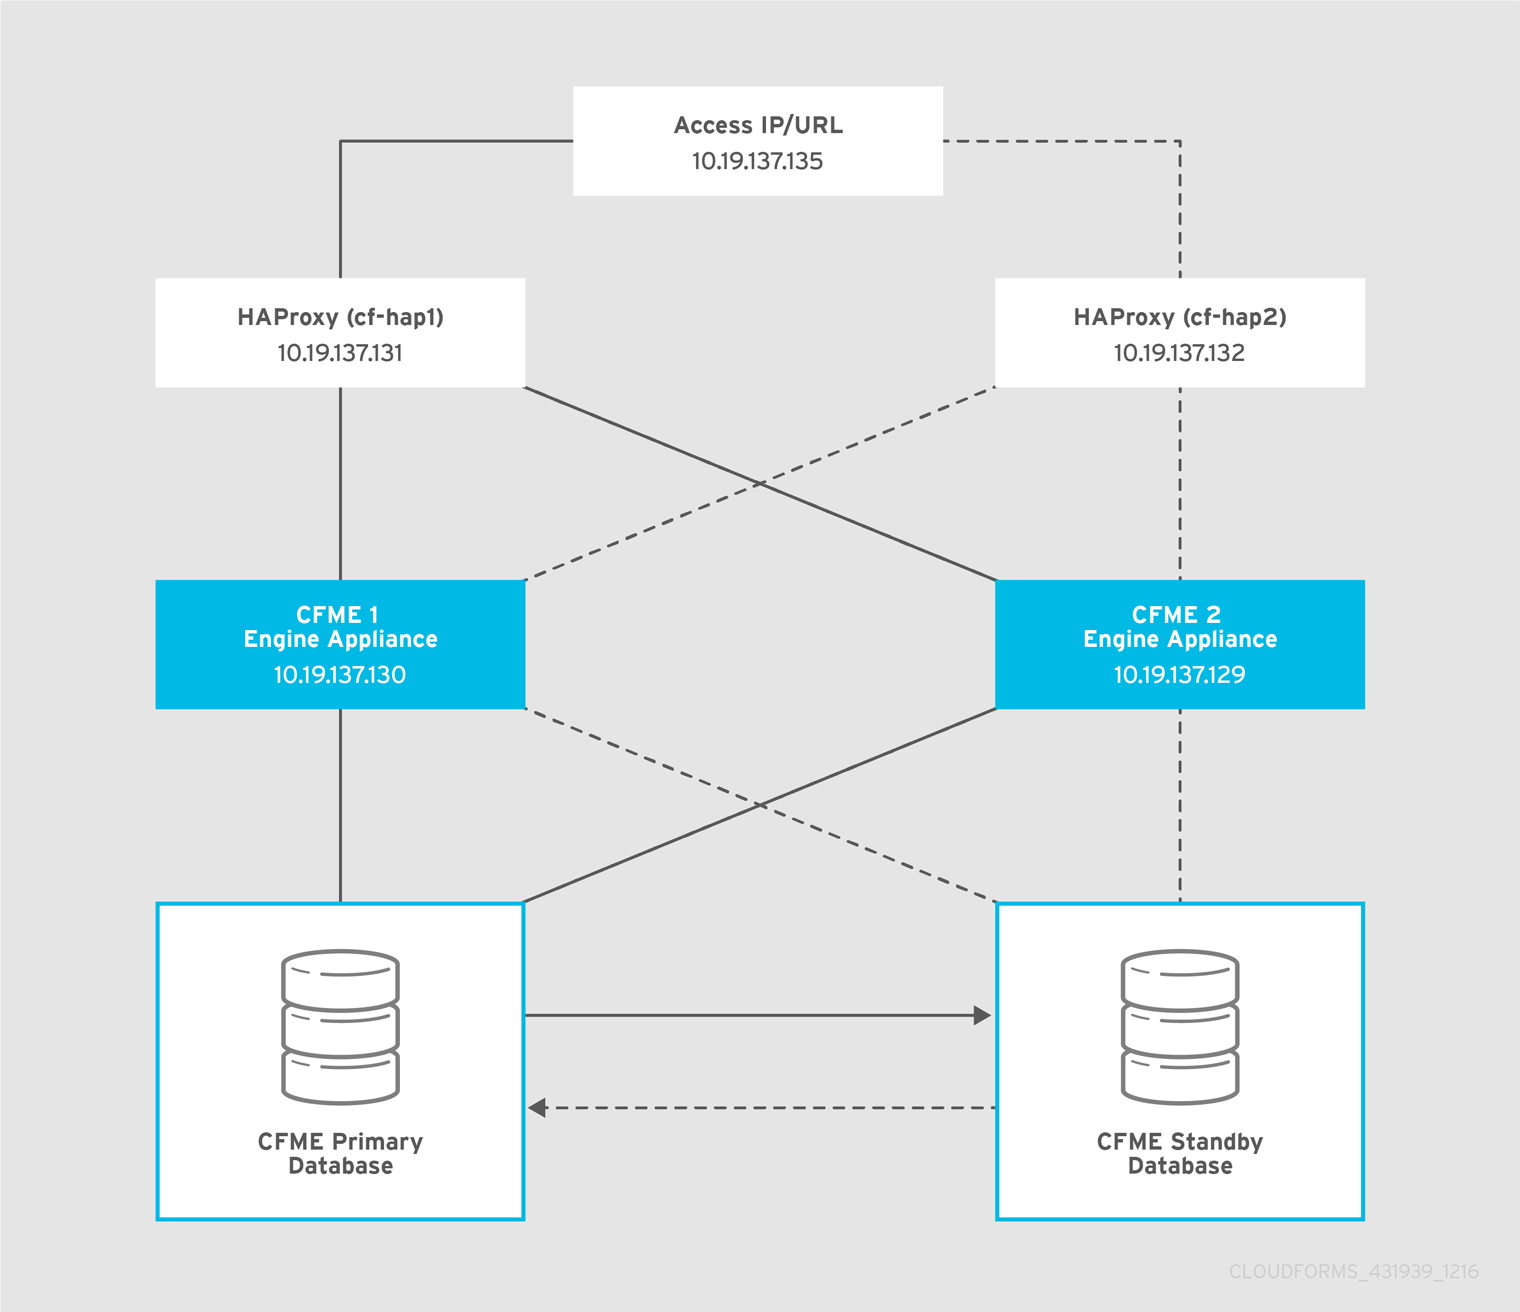 Access IP/URL
10.19.137.135
HAProxy (cf-hap1)
10.19.137.131
HAProxy (cf-hap2)
10.19.137.132
CFME 1
Engine Appliance
10.19.137.130
CFME 2
Engine Appliance
10.19.137.129
CFME Primary
Database
CFME Standby
Database
CLOUDFORMS_431939_1216